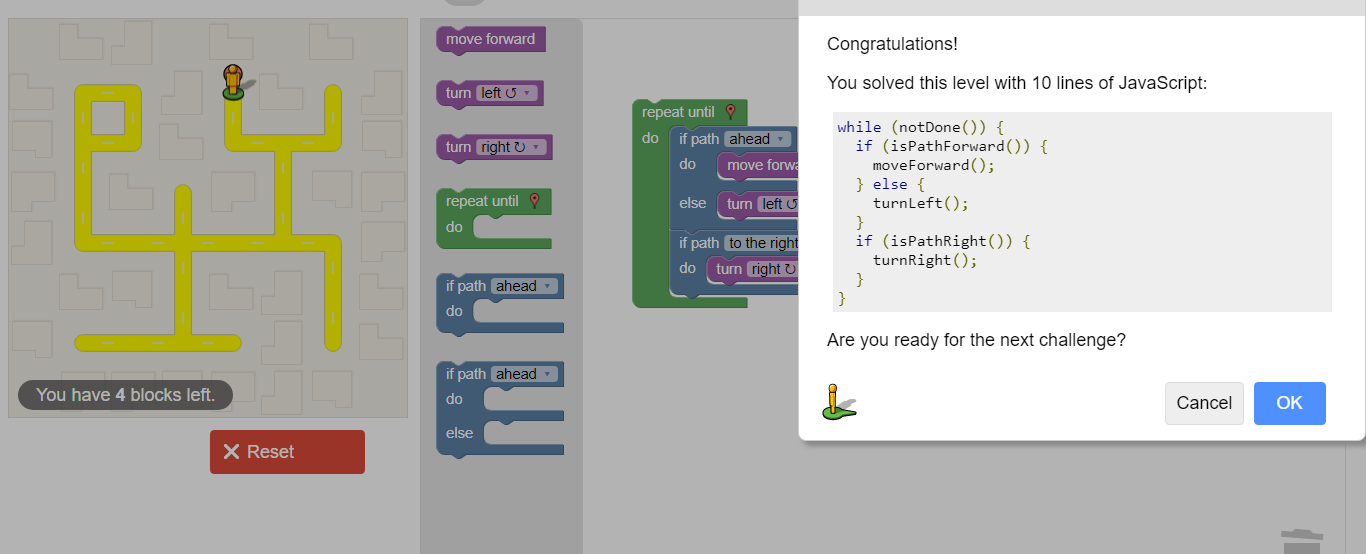 You have 4 blocks left.
Reset
move forward
turn left ↺
turn right ↻
repeat until
do
if path ahead
do
if path ahead
do
else
repeat until
do
if path ahead
do
move forwa
else
turn left ↺
if path to the right
do
turn right ↻
Congratulations!
You solved this level with 10 lines of JavaScript:
while (notDone()) {
if (isPathForward()) {
moveForward();
} else {
turnLeft();
}
if (isPathRight()) {
turnRight();
}
}
Are you ready for the next challenge?
Cancel
OK